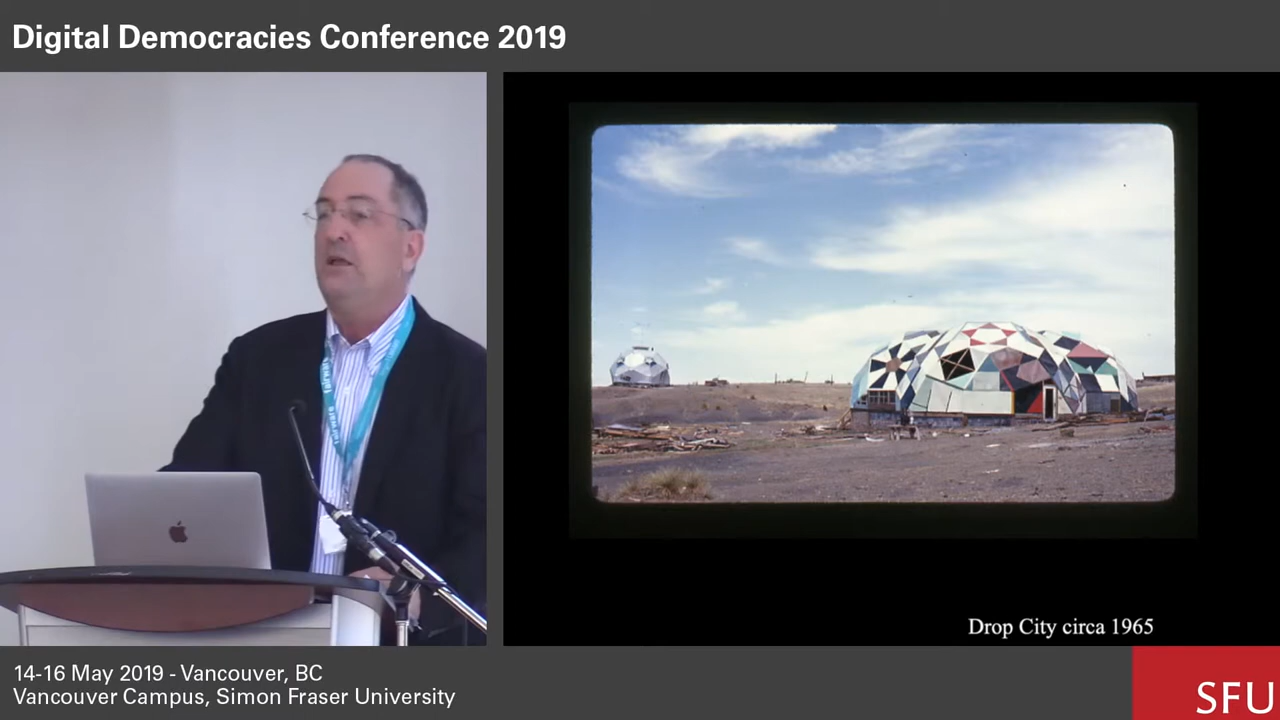 Digital Democracies Conference 2019
Drop City circa 1965
14-16 May 2019 - Vancouver, BC
Vancouver Campus, Simon Fraser University
SFU